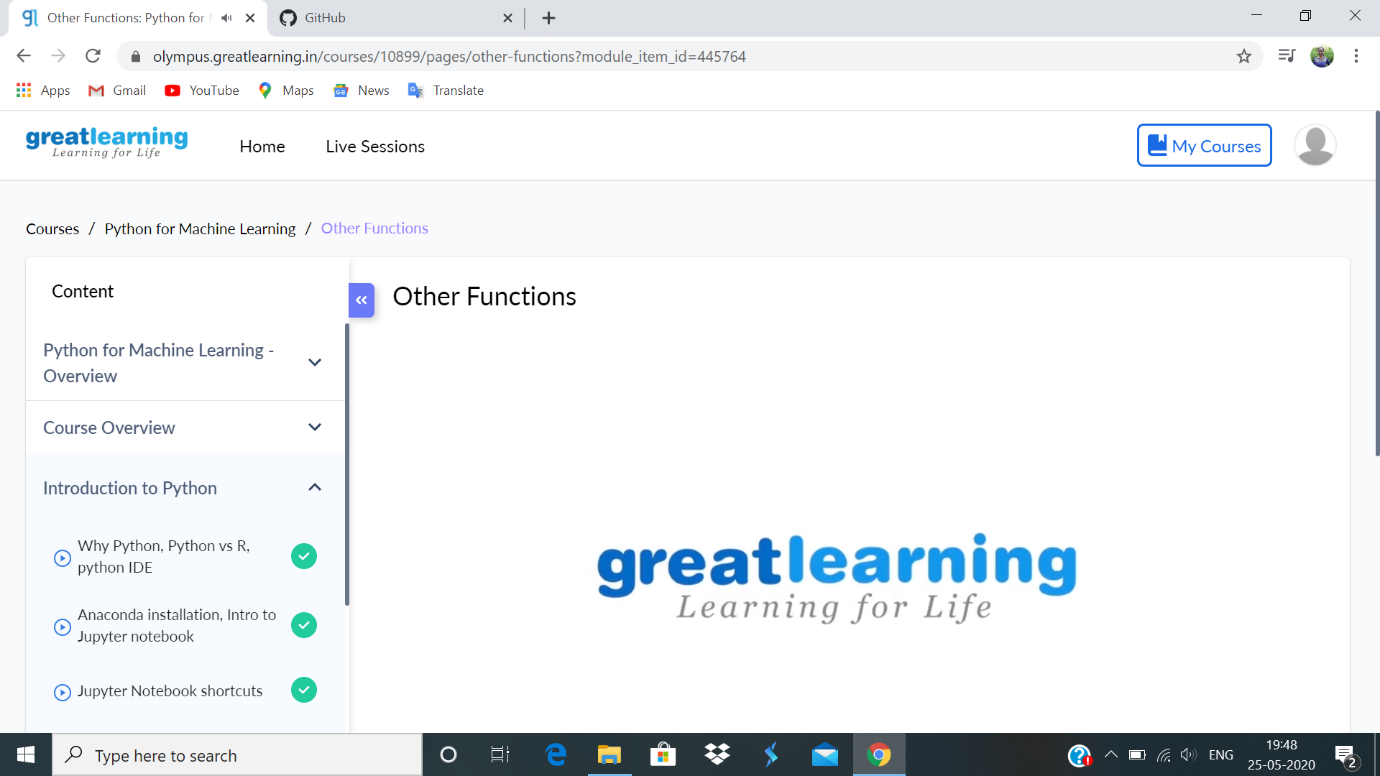 Other Functions: Python for
GitHub
olympus.greatlearning.in/courses/10899/pages/other-functions?module_item_id=445764
Apps
Gmail
YouTube
Maps
News
Translate
greatlearning
Learning for Life
Home
Live Sessions
My Courses
Courses / Python for Machine Learning / Other Functions
Content
Other Functions
Python for Machine Learning -
Overview
Course Overview
Introduction to Python
Why Python, Python vs R,
python IDE
Anaconda installation, Intro to
Jupyter notebook
Jupyter Notebook shortcuts
greatlearning
Learning for Life
Type here to search
ENG
19:48
25-05-2020
2